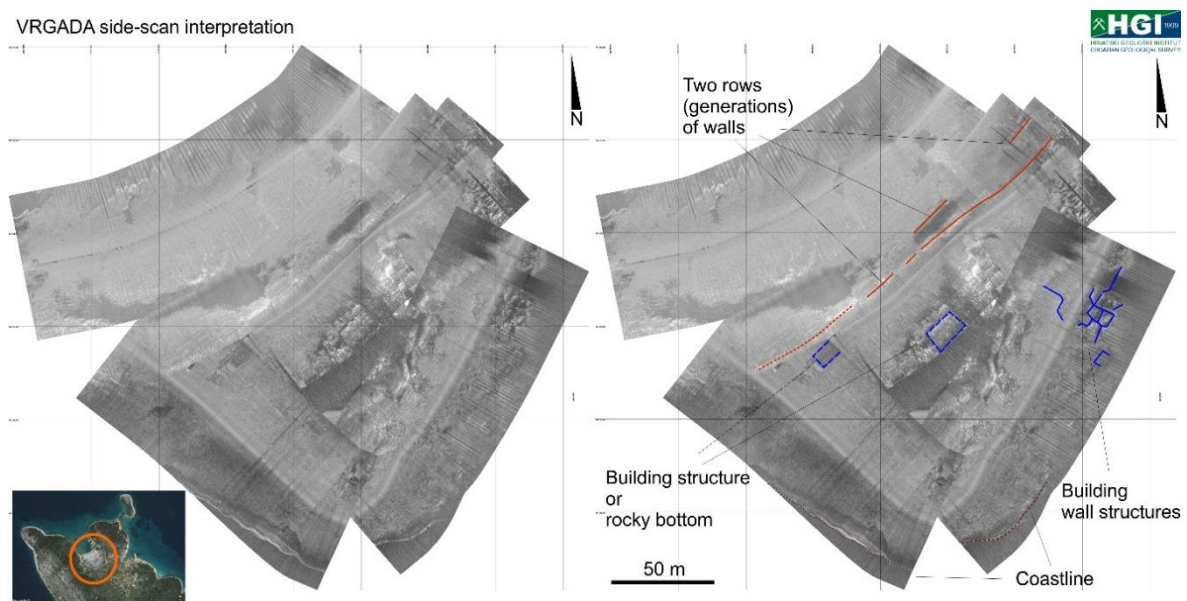 VRGADA side-scan interpretation
HGI 1909
HRVATSKI GEOLOŠKI INSTITUT
CROATIAN GEOLOGICAL SURVEY
N
Two rows
(generations)
of walls
N
Building structure
or
rocky bottom
Building
wall structures
50 m
Coastline